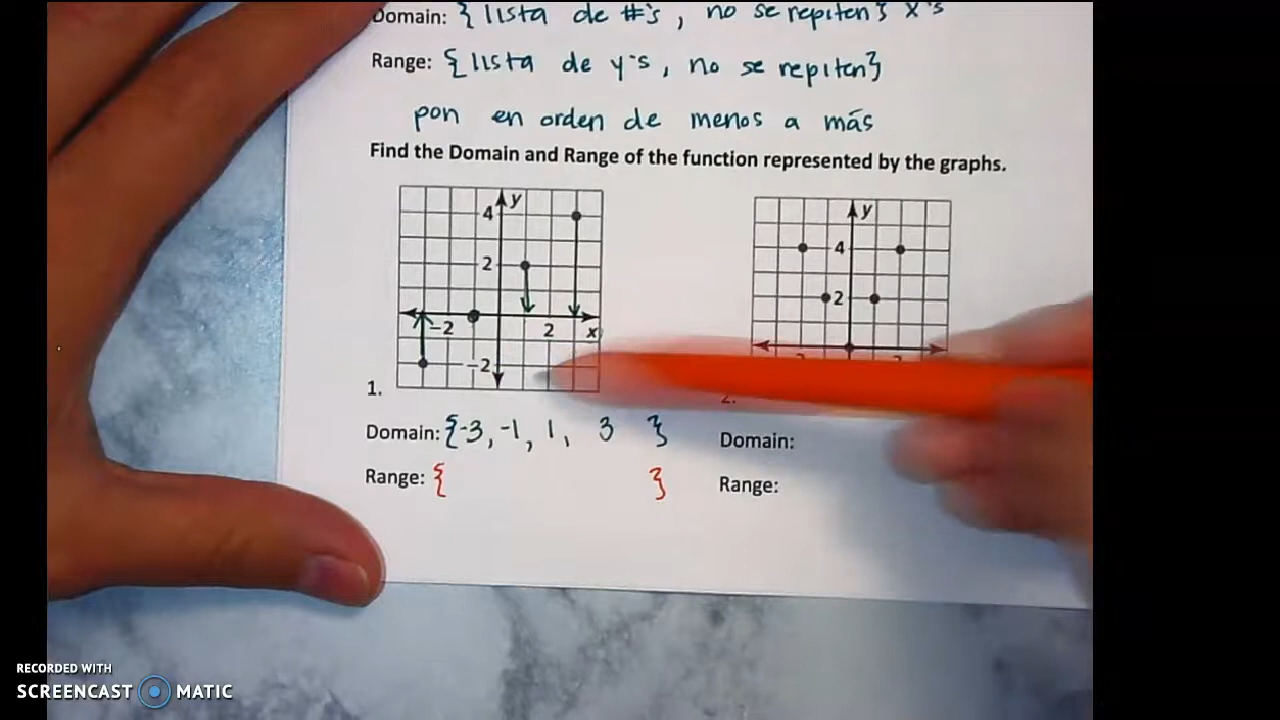 Domain: {lista de #'s, no se repiten} x's
Range: {lista de y's, no se repiten}
pon en orden de menos a más
Find the Domain and Range of the function represented by the graphs.
4 y
2
-2 2 x
-2
1.
Domain: {-3, -1, 1, 3 }
Range: { }
y
4
2
2.
Domain:
Range:
RECORDED WITH
SCREENCAST MATIC